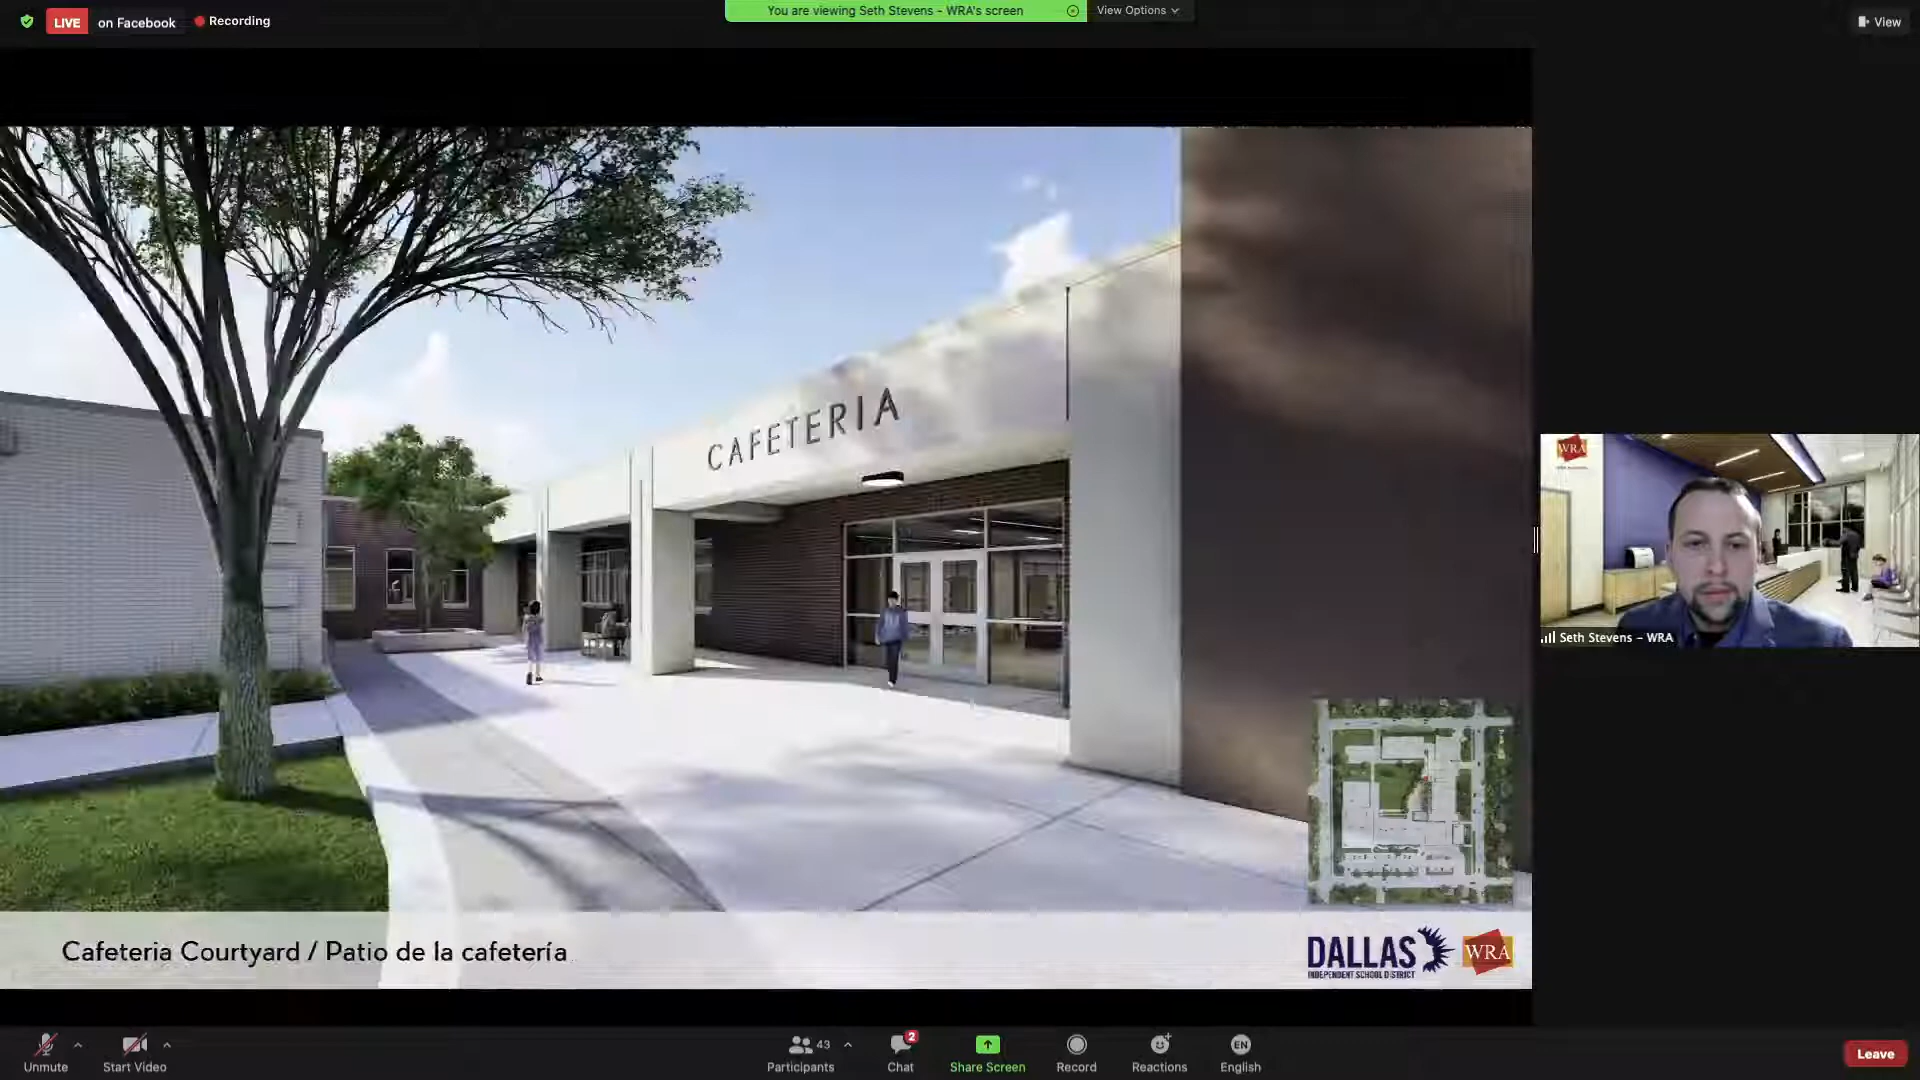 LIVE on Facebook Recording
You are viewing Seth Stevens - WRA's screen View Options
View
CAFETERIA
WRA
Seth Stevens - WRA
Cafeteria Courtyard / Patio de la cafetería
DALLAS
INDEPENDENT SCHOOL DISTRICT
WRA
Unmute
Start Video
43
Participants
2
Chat
Share Screen
Record
Reactions
EN
English
Leave